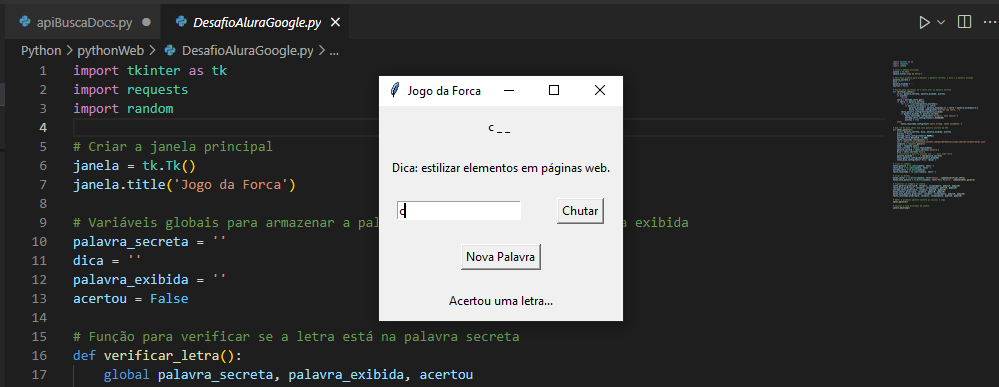 apiBuscaDocs.py
DesafioAluraGoogle.py
Python > pythonWeb > DesafioAluraGoogle.py > ...
1 import tkinter as tk
2 import requests
3 import random
4
5 # Criar a janela principal
6 janela = tk.Tk()
7 janela.title('Jogo da Forca')
8
9 # Variáveis globais para armazenar a pal
a exibida
10 palavra_secreta = ''
11 dica = ''
12 palavra_exibida = ''
13 acertou = False
14
15 # Função para verificar se a letra está na palavra secreta
16 def verificar_letra():
17 global palavra_secreta, palavra_exibida, acertou
Jogo da Forca
c _ _
Dica: estilizar elementos em páginas web.
c
Chutar
Nova Palavra
Acertou uma letra...